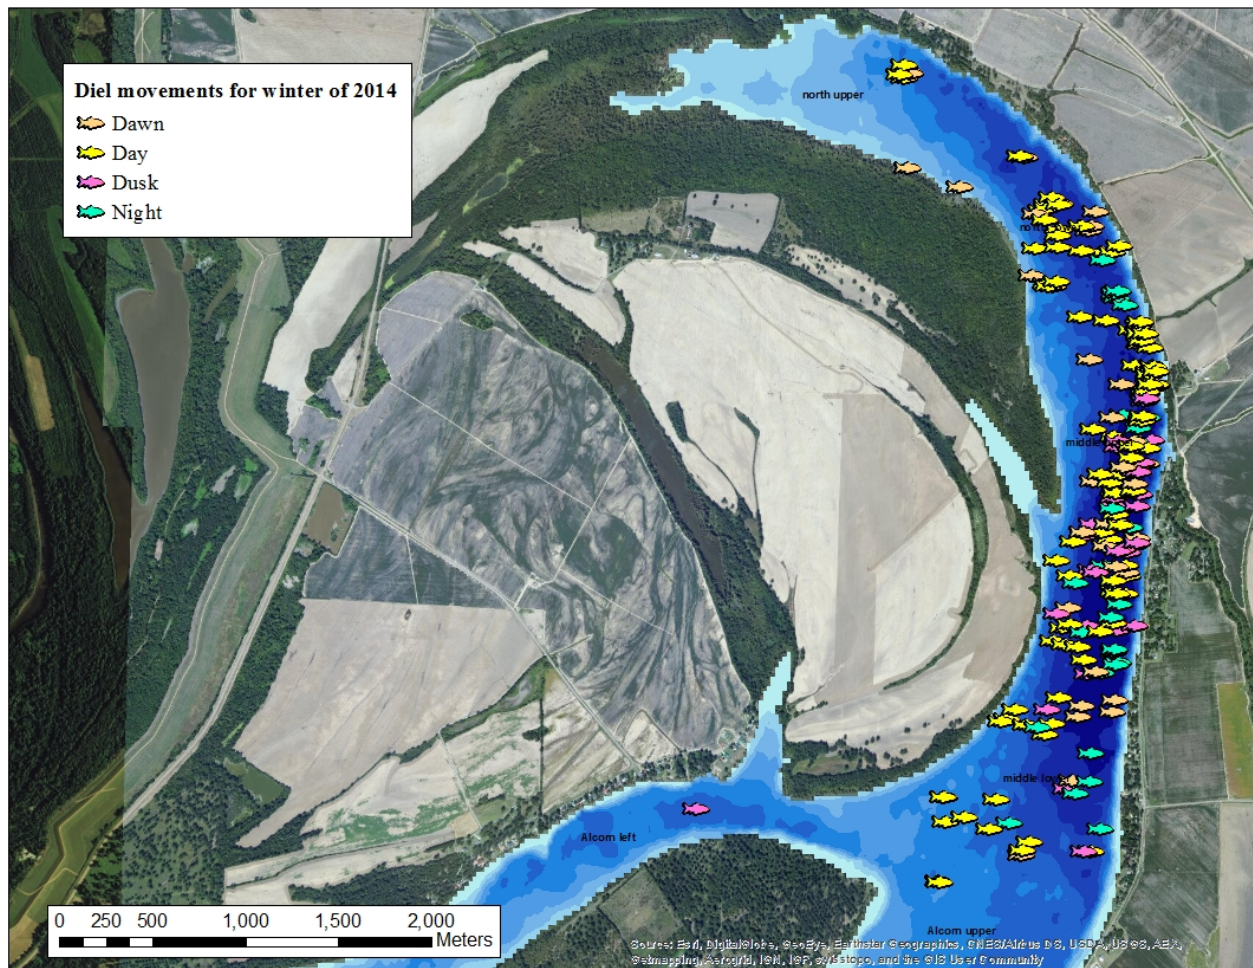 Diel movements for winter of 2014
Dawn
Day
Dusk
Night
north upper
middle upper
Alcorn left
Alcorn upper
0 250 500 1,000 1,500 2,000
Meters
Source: Esri, DigitalGlobe, GeoEye, Earthstar Geographics, CNES/Airbus DS, USDA, USGS, AEX,
Getmapping, Aerogrid, IGN, IGP, swisstopo, and the GIS User Community